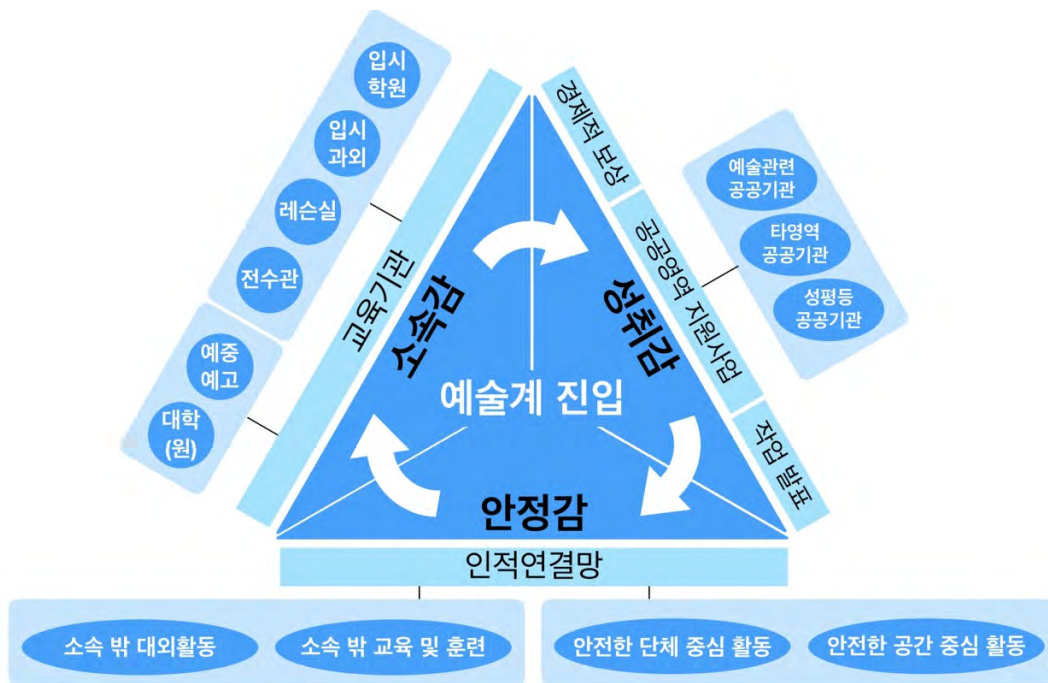 입시
학원
입시
과외
레슨실
전수관
예중
예고
대학
(원)
교육기관
소속감
경제적 보상
공공영역 지원사업
작업 발표
성취감
예술관련
공공기관
타영역
공공기관
성평등
공공기관
예술계 진입
안정감
인적연결망
소속 밖 대외활동
소속 밖 교육 및 훈련
안전한 단체 중심 활동
안전한 공간 중심 활동